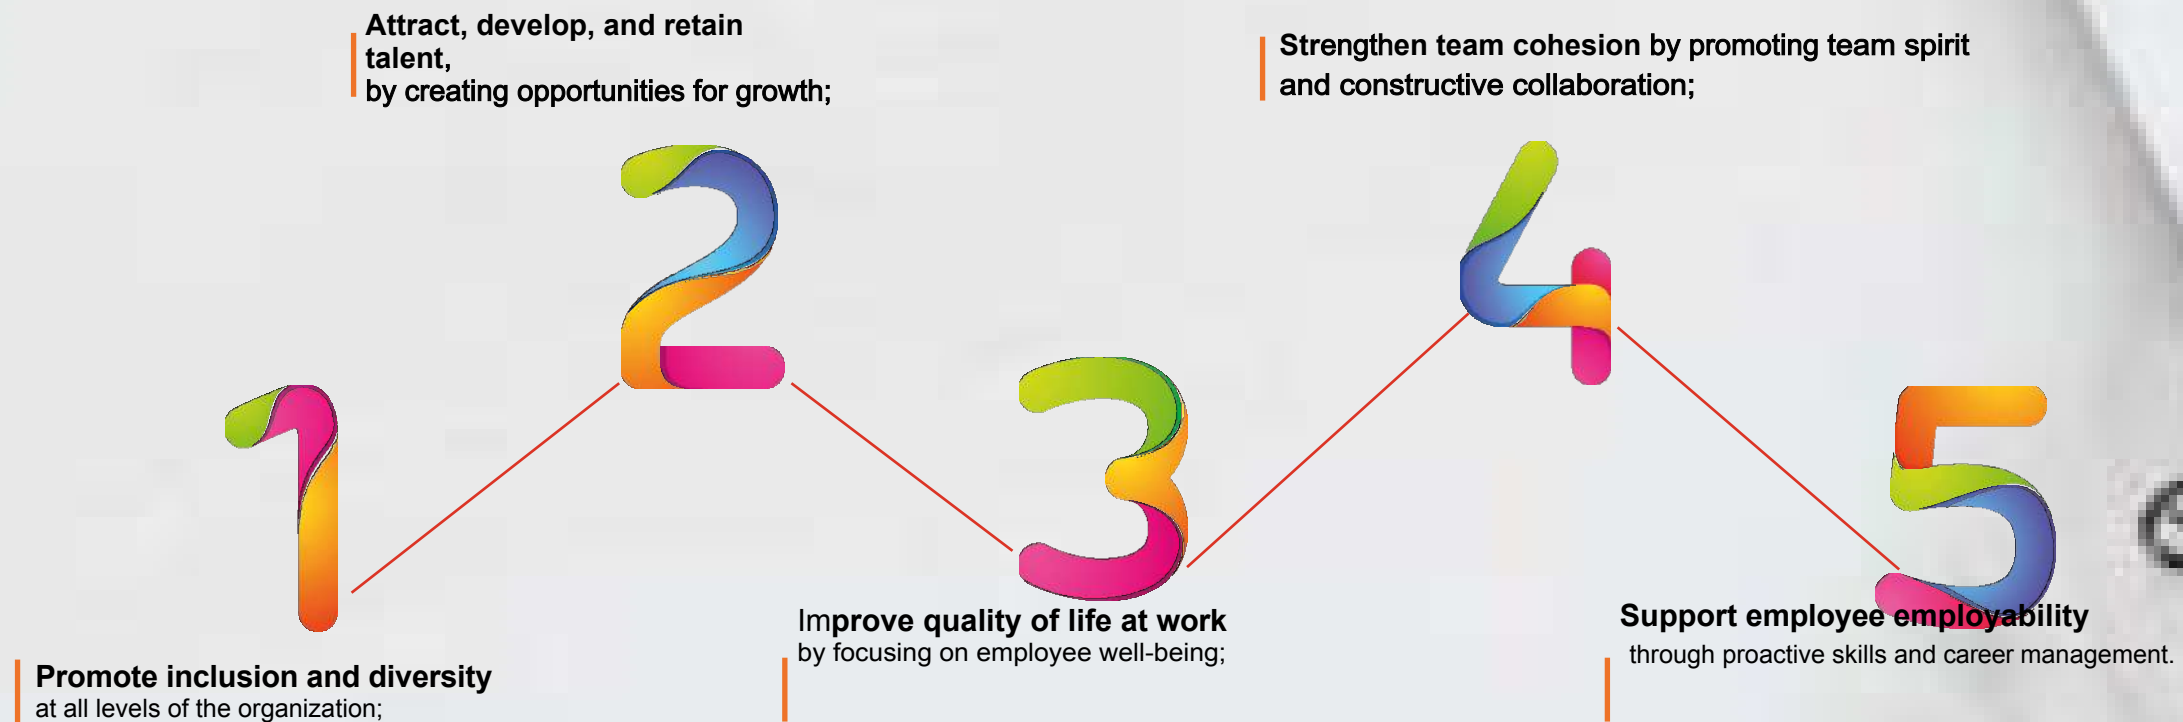 1
Promote inclusion and diversity
at all levels of the organization;
2
Attract, develop, and retain
talent,
by creating opportunities for growth;
3
Improve quality of life at work
by focusing on employee well-being;
4
Strengthen team cohesion by promoting team spirit
and constructive collaboration;
5
Support employee employability
through proactive skills and career management.